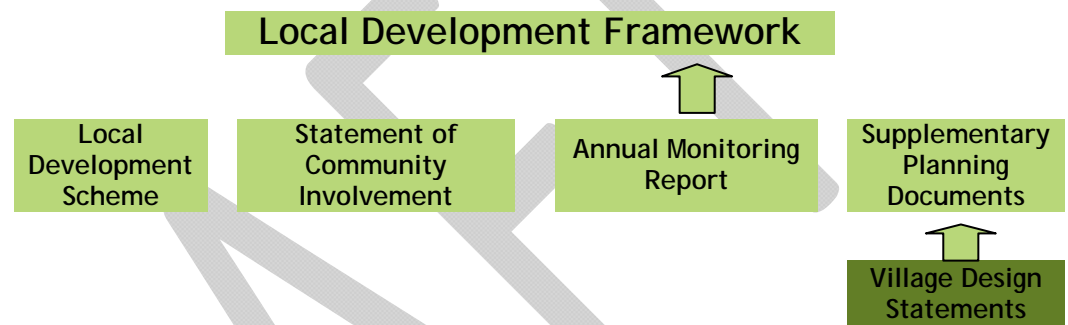 Local Development Framework
Local
Development
Scheme
Statement of
Community
Involvement
Annual Monitoring
Report
Supplementary
Planning
Documents
Village Design
Statements